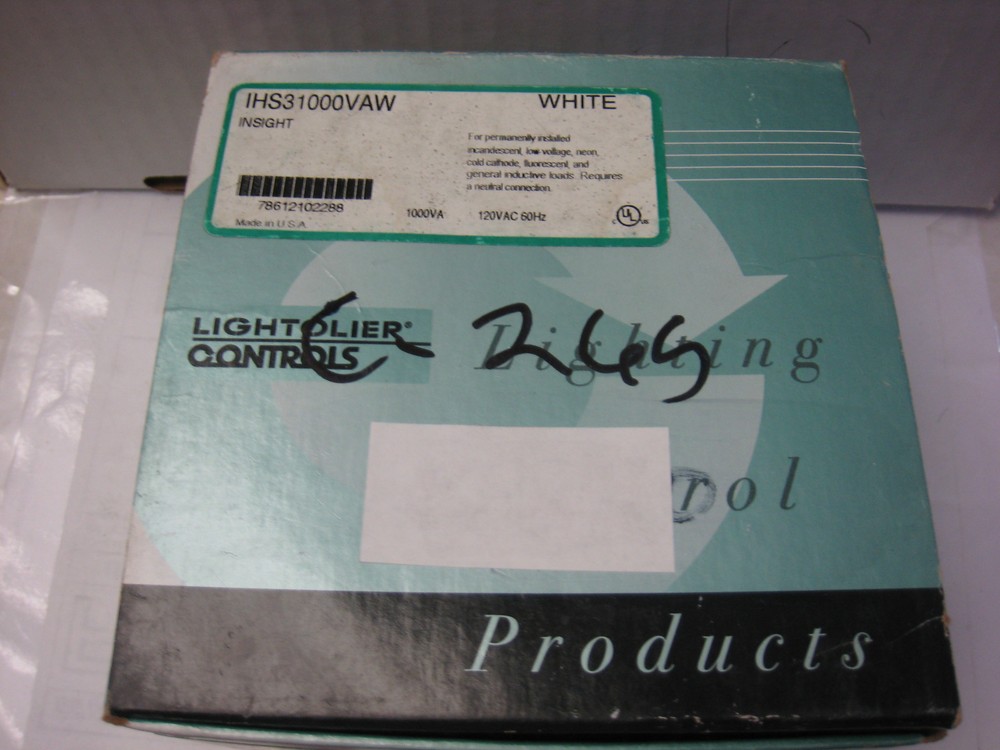 IHS31000VAW WHITE
INSIGHT
For permanently installed
incandescent, low-voltage, neon,
cold cathode, fluorescent, and
general inductive loads. Requires
a neutral connection.
78612102288
1000VA 120VAC 60Hz
Made in U.S.A.
UL
LIGHTOLIER®
CONTROLS
Lighting
rol
Products